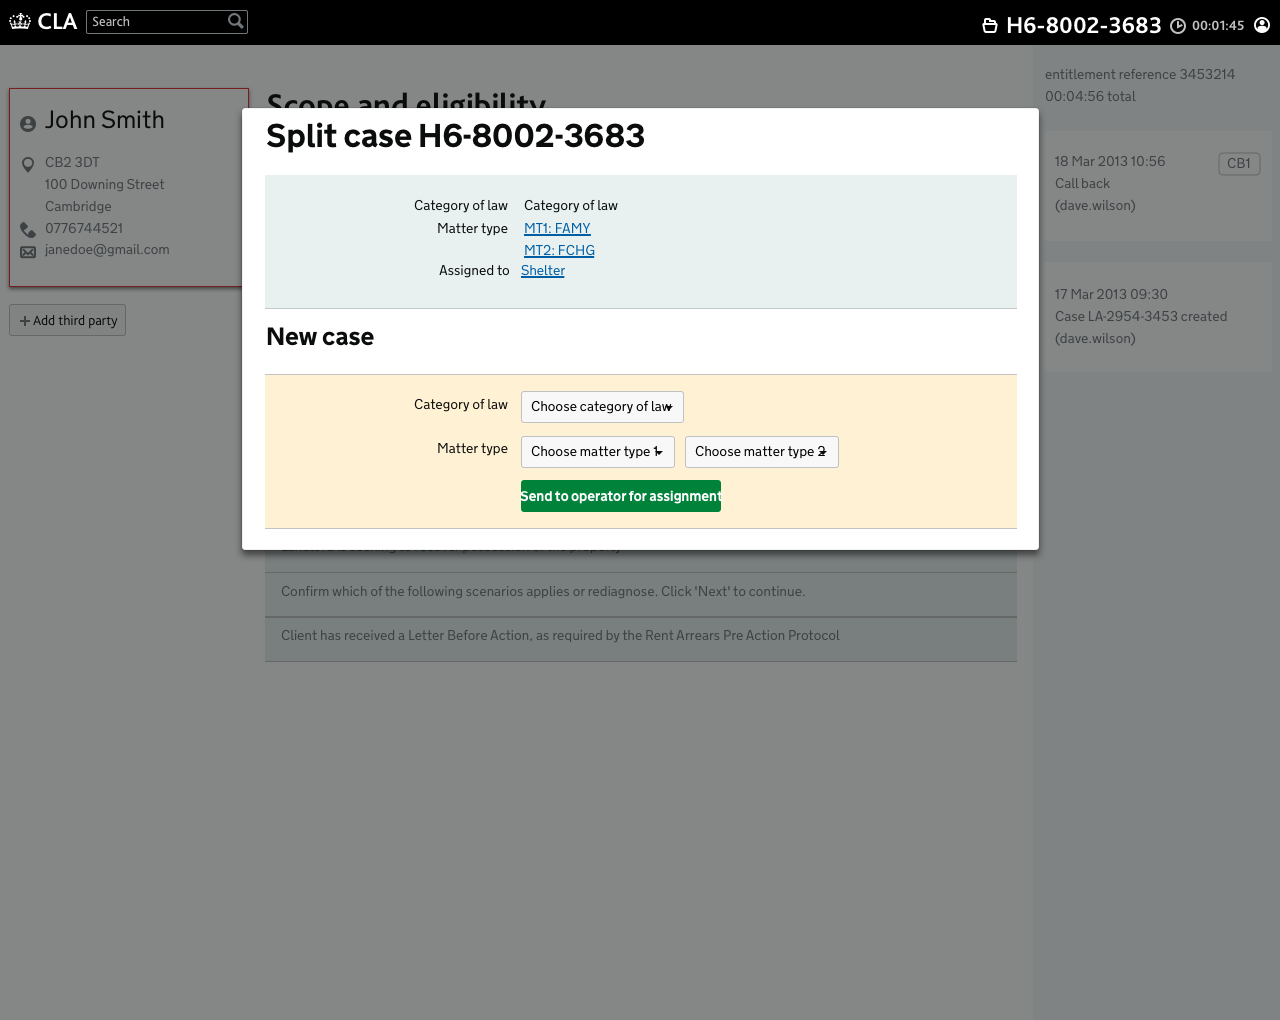 CLA
Search
H6-8002-3683
00:01:45
entitlement reference 3453214
00:04:56 total
John Smith
CB2 3DT
100 Downing Street
Cambridge
0776744521
janedoe@gmail.com
Add third party
Scope and eligibility
Split case H6-8002-3683
Category of law Category of law
Matter type MT1: FAMY
MT2: FCHG
Assigned to Shelter
New case
Category of law Choose category of law
Matter type Choose matter type 1 Choose matter type 2
Send to operator for assignment
Confirm which of the following scenarios applies or rediagnose. Click 'Next' to continue.
Client has received a Letter Before Action, as required by the Rent Arrears Pre Action Protocol
18 Mar 2013 10:56 CB1
Call back
(dave.wilson)
17 Mar 2013 09:30
Case LA-2954-3453 created
(dave.wilson)